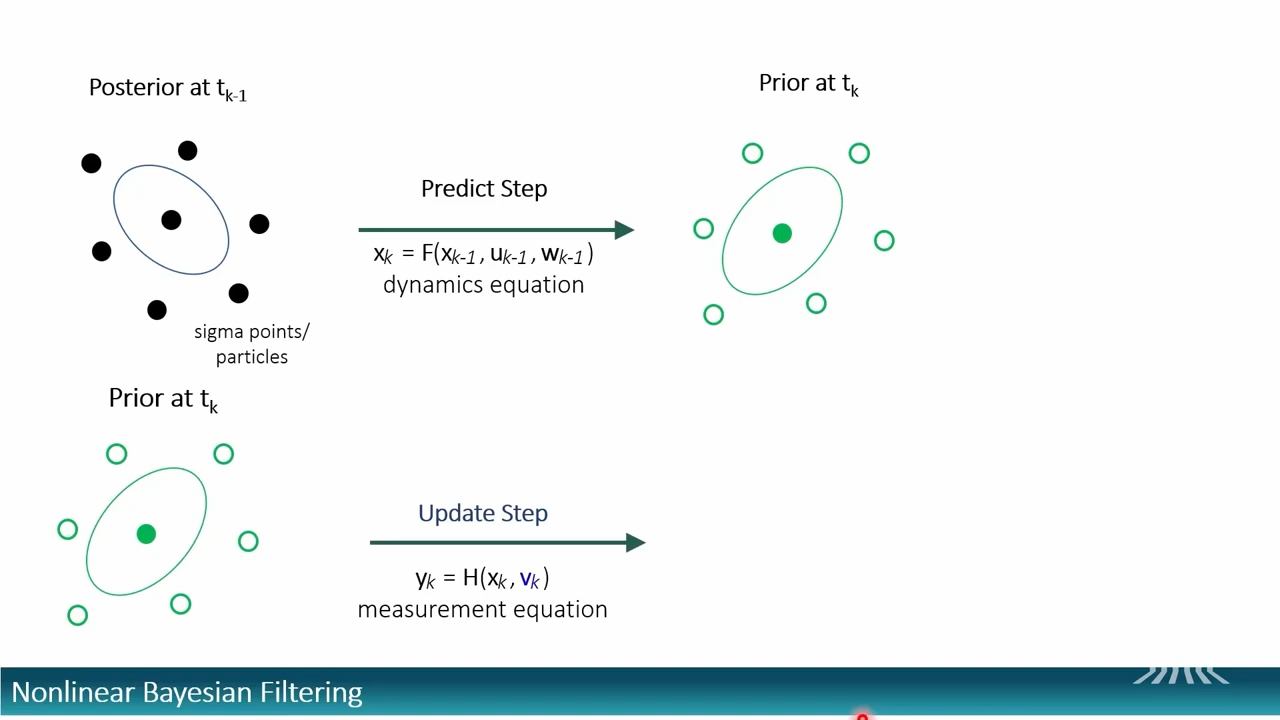 Posterior at tk-1
Prior at tk
Predict Step
xk = F(xk-1, uk-1, wk-1)
dynamics equation
sigma points/
particles
Prior at tk
Update Step
yk = H(xk, vk)
measurement equation
Nonlinear Bayesian Filtering